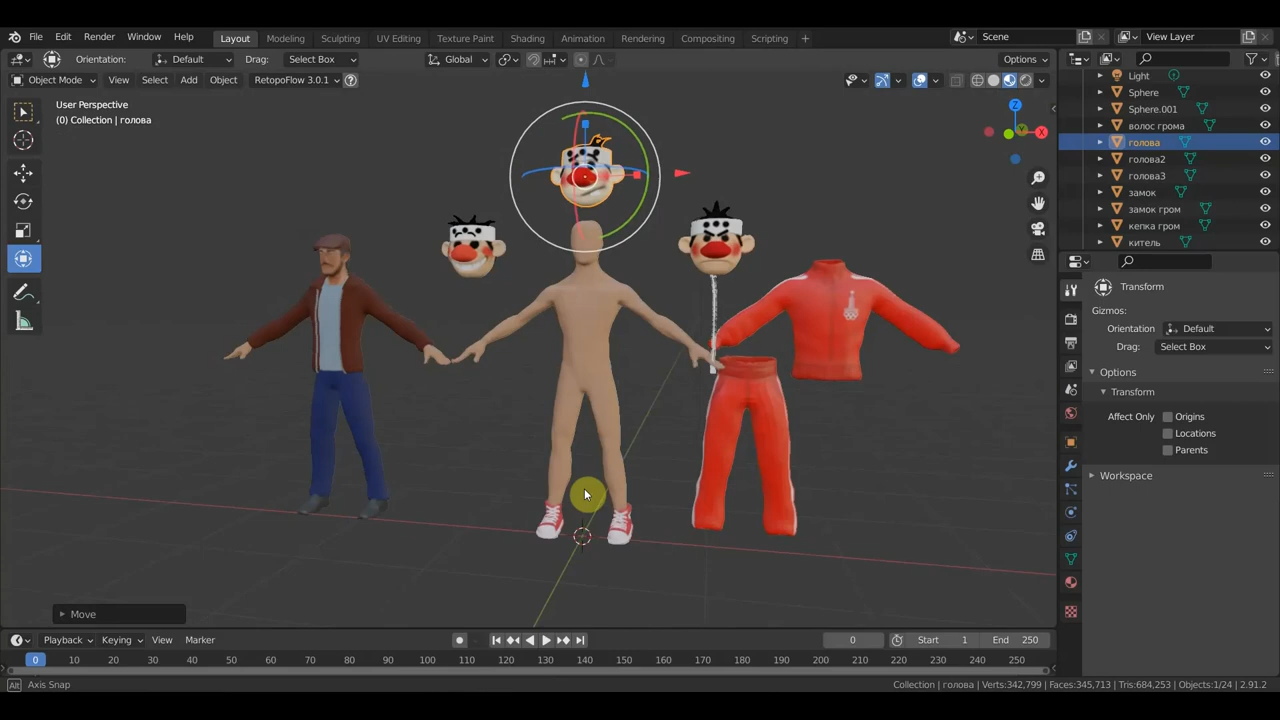 File Edit Render Window Help Layout Modeling Sculpting UV Editing Texture Paint Shading Animation Rendering Compositing Scripting + Scene View Layer
Orientation: Default Drag: Select Box Global Options
Object Mode View Select Add Object RetopoFlow 3.0.1
User Perspective
(0) Collection | голова
Light
Sphere
Sphere.001
волос грома
голова
голова2
голова3
замок
замок гром
кепка гром
китель
Transform
Gizmos:
Orientation Default
Drag: Select Box
Options
Transform
Affect Only Origins
Locations
Parents
Workspace
Move
Playback Keying View Marker 0 Start 1 End 250
0 10 20 30 40 50 60 70 80 90 100 110 120 130 140 150 160 170 180 190 200 210 220 230 240 250
Alt Axis Snap Collection | голова Verts:342,799 | Faces:345,713 | Tris:684,253 | Objects:1/24 | 2.91.2